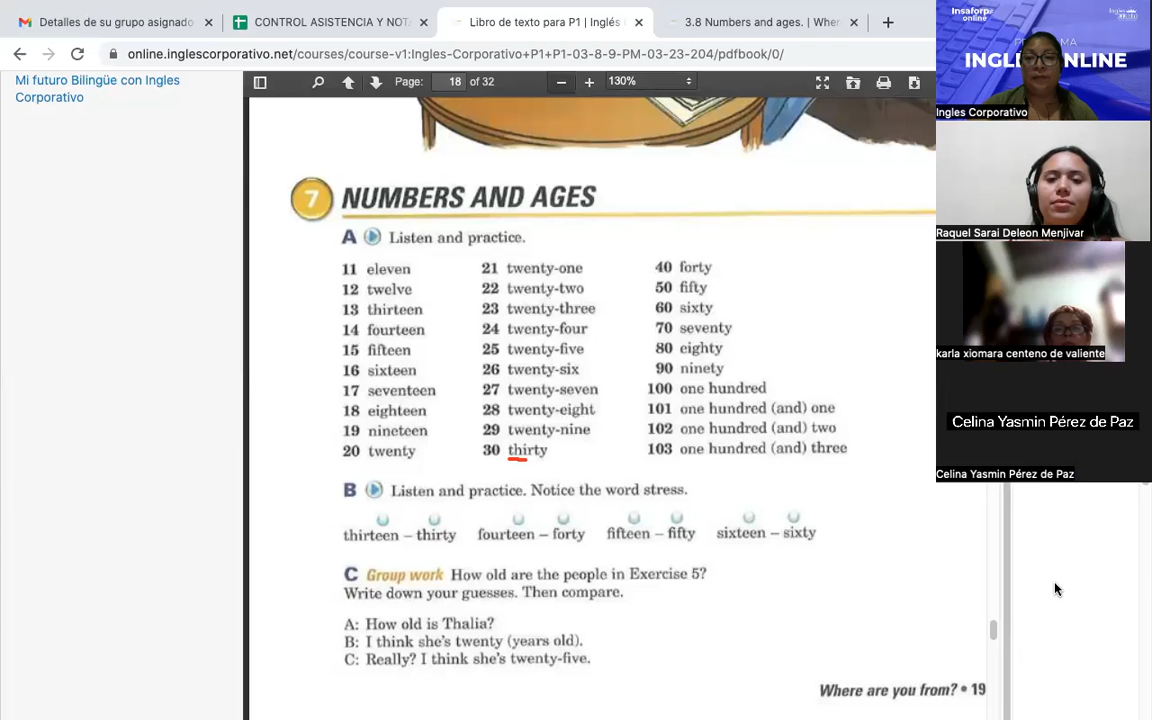 Detalles de su grupo asignado
CONTROL ASISTENCIA Y NOT
Libro de texto para P1 | Inglés
3.8 Numbers and ages. | Wher
online.inglescorporativo.net/courses/course-v1:Ingles-Corporativo+P1+P1-03-8-9-PM-03-23-204/pdfbook/0/
Mi futuro Bilingüe con Ingles
Corporativo
Page: 18 of 32
130%
7 NUMBERS AND AGES
A Listen and practice.
11 eleven 21 twenty-one 40 forty
12 twelve 22 twenty-two 50 fifty
13 thirteen 23 twenty-three 60 sixty
14 fourteen 24 twenty-four 70 seventy
15 fifteen 25 twenty-five 80 eighty
16 sixteen 26 twenty-six 90 ninety
17 seventeen 27 twenty-seven 100 one hundred
18 eighteen 28 twenty-eight 101 one hundred (and) one
19 nineteen 29 twenty-nine 102 one hundred (and) two
20 twenty 30 thirty 103 one hundred (and) three
B Listen and practice. Notice the word stress.
thirteen – thirty fourteen – forty fifteen – fifty sixteen – sixty
C Group work How old are the people in Exercise 5?
Write down your guesses. Then compare.
A: How old is Thalia?
B: I think she's twenty (years old).
C: Really? I think she's twenty-five.
Where are you from? • 19
Insaforp
online
Ingles Corporativo
Raquel Sarai Deleon Menjivar
karla xiomara centeno de valiente
Celina Yasmin Pérez de Paz
Celina Yasmin Pérez de Paz